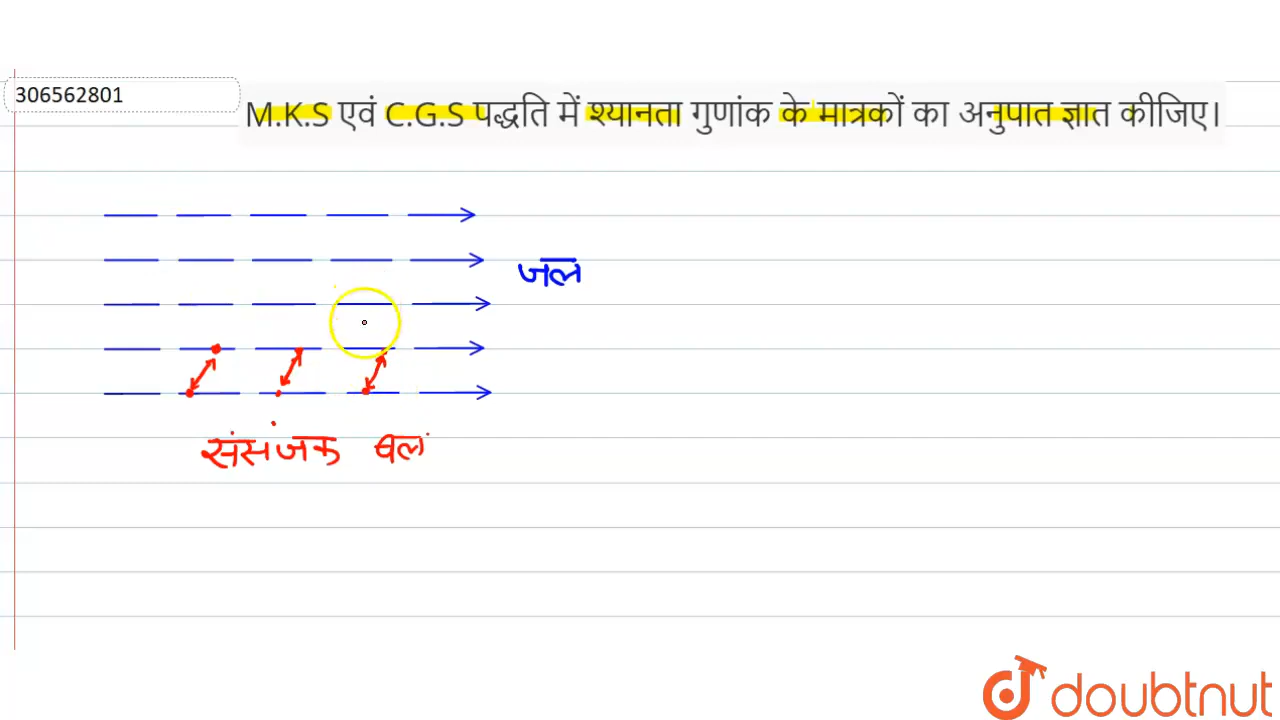 306562801
M.K.S एवं C.G.S पद्धति में श्यानता गुणांक के मात्रकों का अनुपात ज्ञात कीजिए।
जल
संसंजक बल
doubtnut